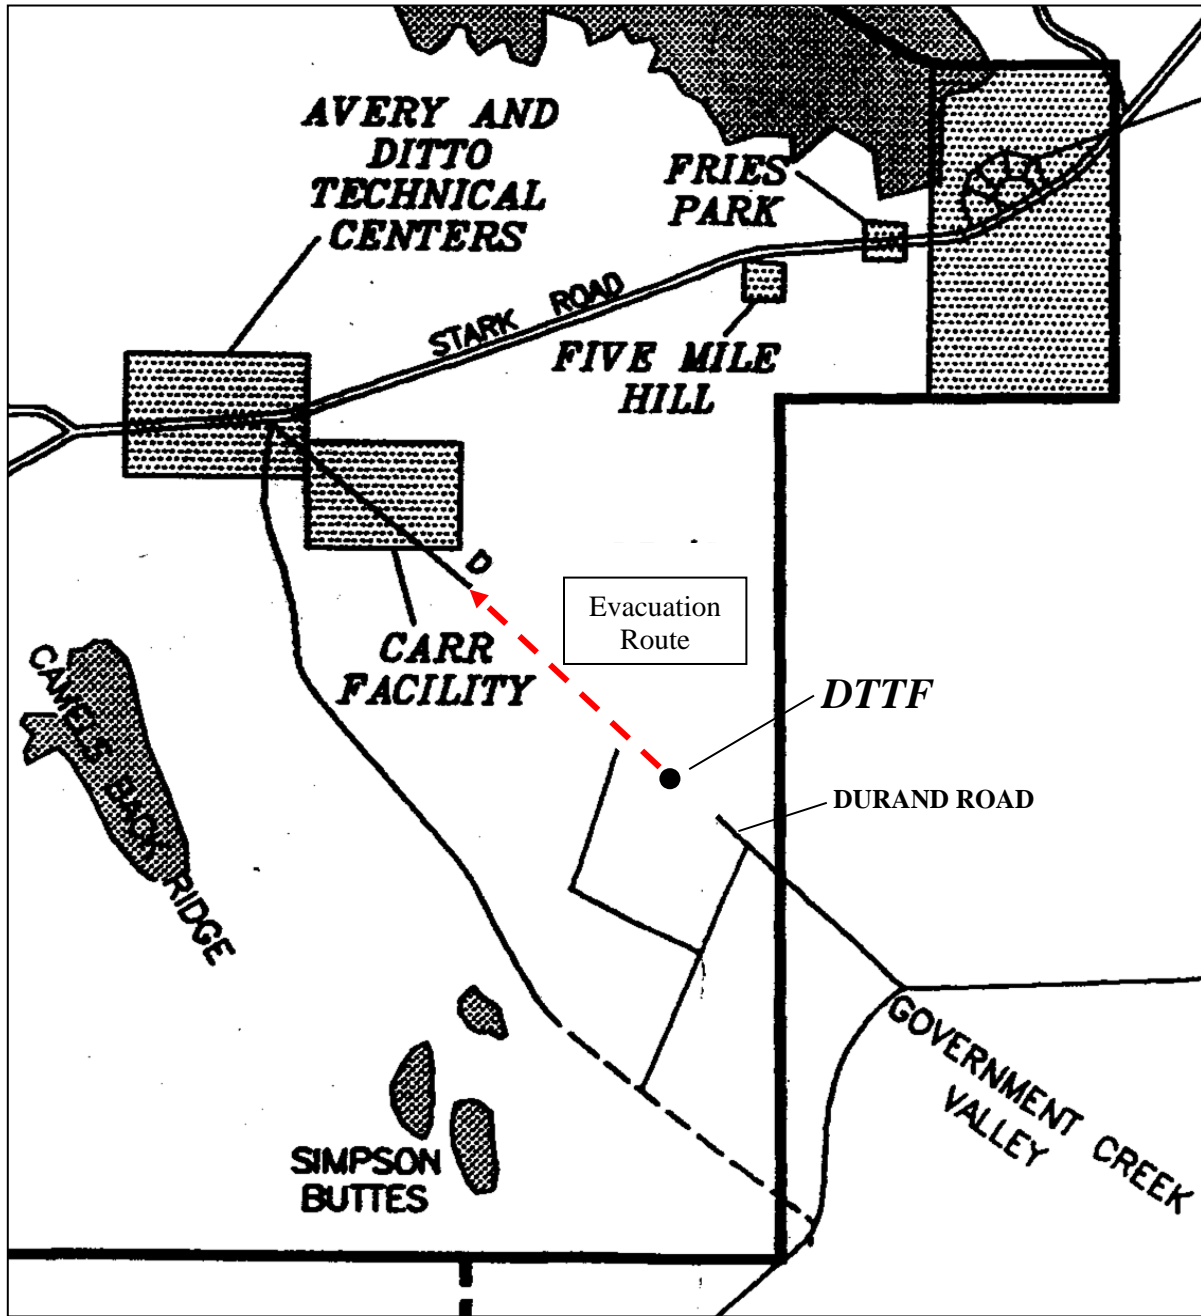 AVERY AND
DITTO
TECHNICAL
CENTERS
FRIES
PARK
STARK ROAD
FIVE MILE
HILL
D
Evacuation
Route
CARR
FACILITY
DTTF
CAMELS BACK RIDGE
DURAND ROAD
GOVERNMENT CREEK
VALLEY
SIMPSON
BUTTES